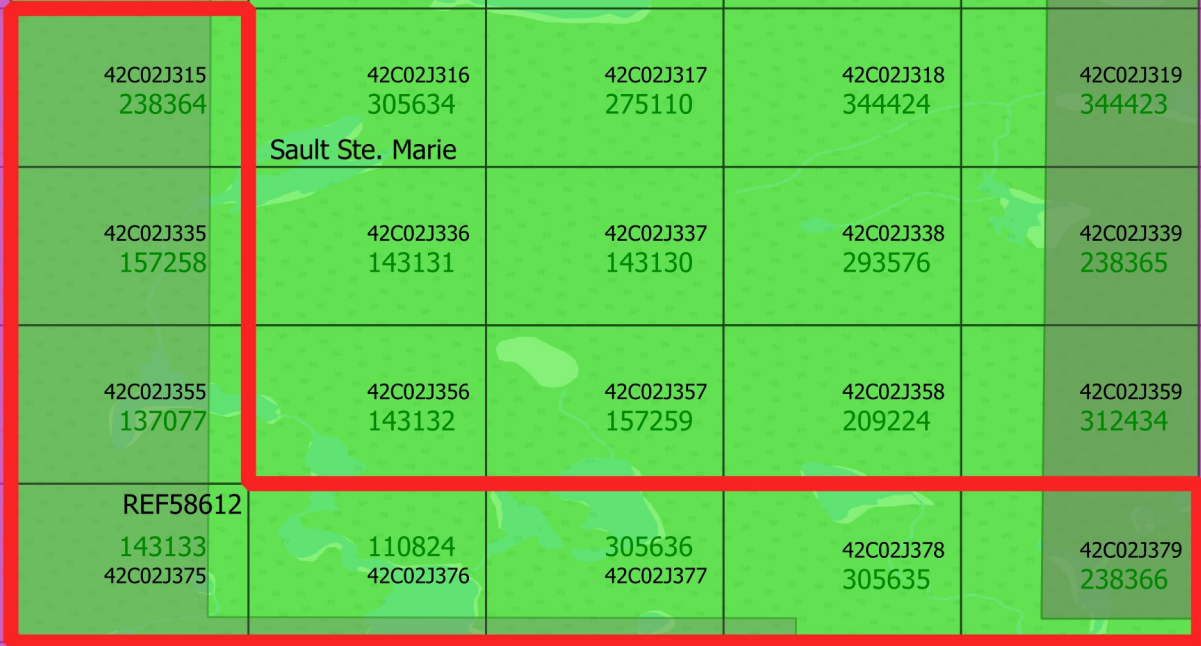 42C02J315
238364
42C02J316
305634
42C02J317
275110
42C02J318
344424
42C02J319
344423
Sault Ste. Marie
42C02J335
157258
42C02J336
143131
42C02J337
143130
42C02J338
293576
42C02J339
238365
42C02J355
137077
42C02J356
143132
42C02J357
157259
42C02J358
209224
42C02J359
312434
REF58612
143133
42C02J375
110824
42C02J376
305636
42C02J377
42C02J378
305635
42C02J379
238366